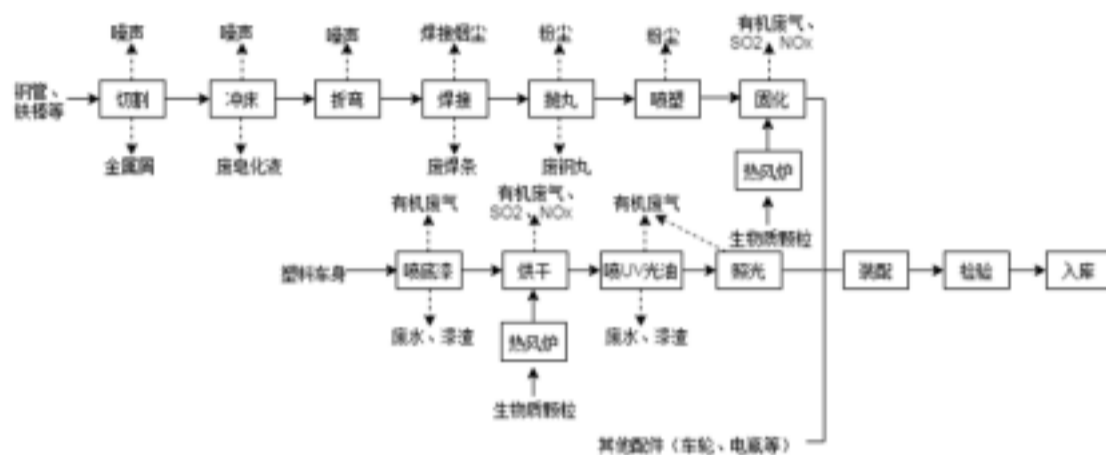 噪声
噪声
噪声
焊接烟尘
粉尘
粉尘
有机废气、
SO2、NOx
钢管、
铁棒等
切割
冲床
折弯
焊接
抛丸
喷塑
固化
金属屑
废皂化液
废焊条
废钢丸
热风炉
生物质颗粒
有机废气
有机废气、
SO2、NOx
有机废气
塑料车身
喷底漆
烘干
喷UV光油
照光
装配
检验
入库
废水、漆渣
热风炉
废水、漆渣
生物质颗粒
其他配件（车轮、电瓶等）